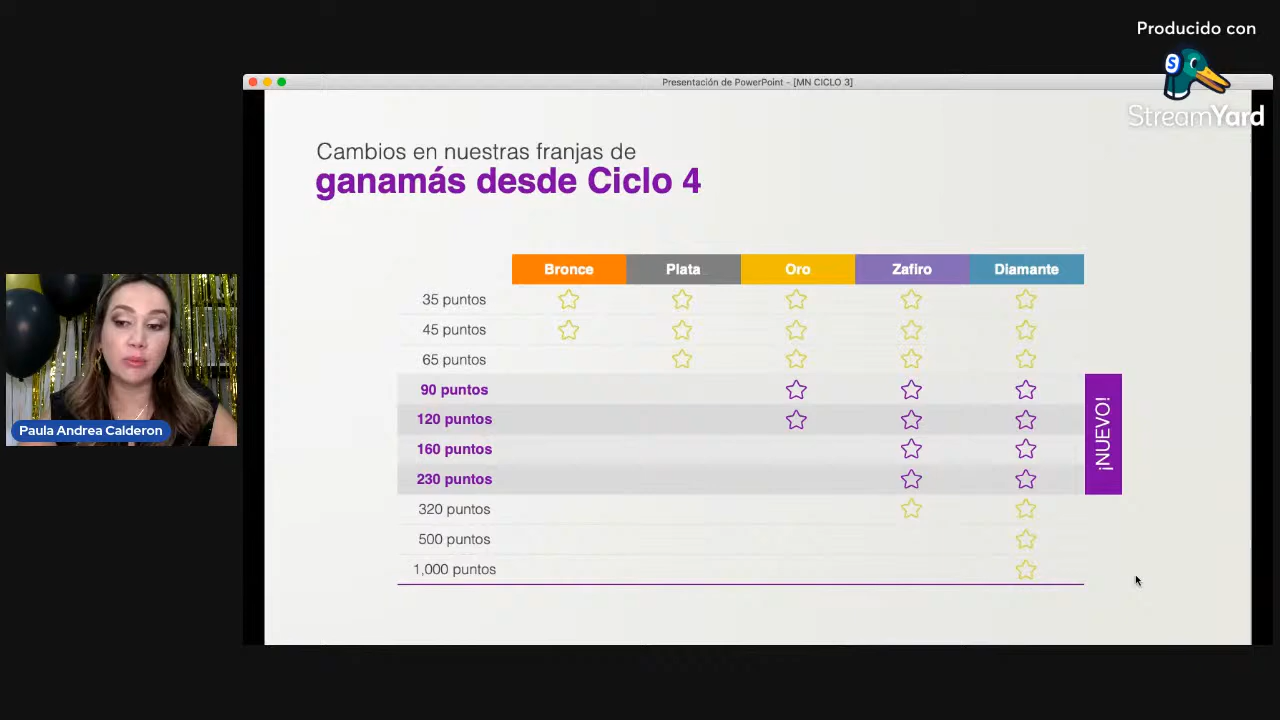 Producido con
StreamYard
Presentación de PowerPoint - [MN CICLO 3]
Cambios en nuestras franjas de
ganamás desde Ciclo 4
Bronce Plata Oro Zafiro Diamante
35 puntos
45 puntos
65 puntos
90 puntos
120 puntos
160 puntos
230 puntos
320 puntos
500 puntos
1,000 puntos
¡NUEVO!
Paula Andrea Calderon
S